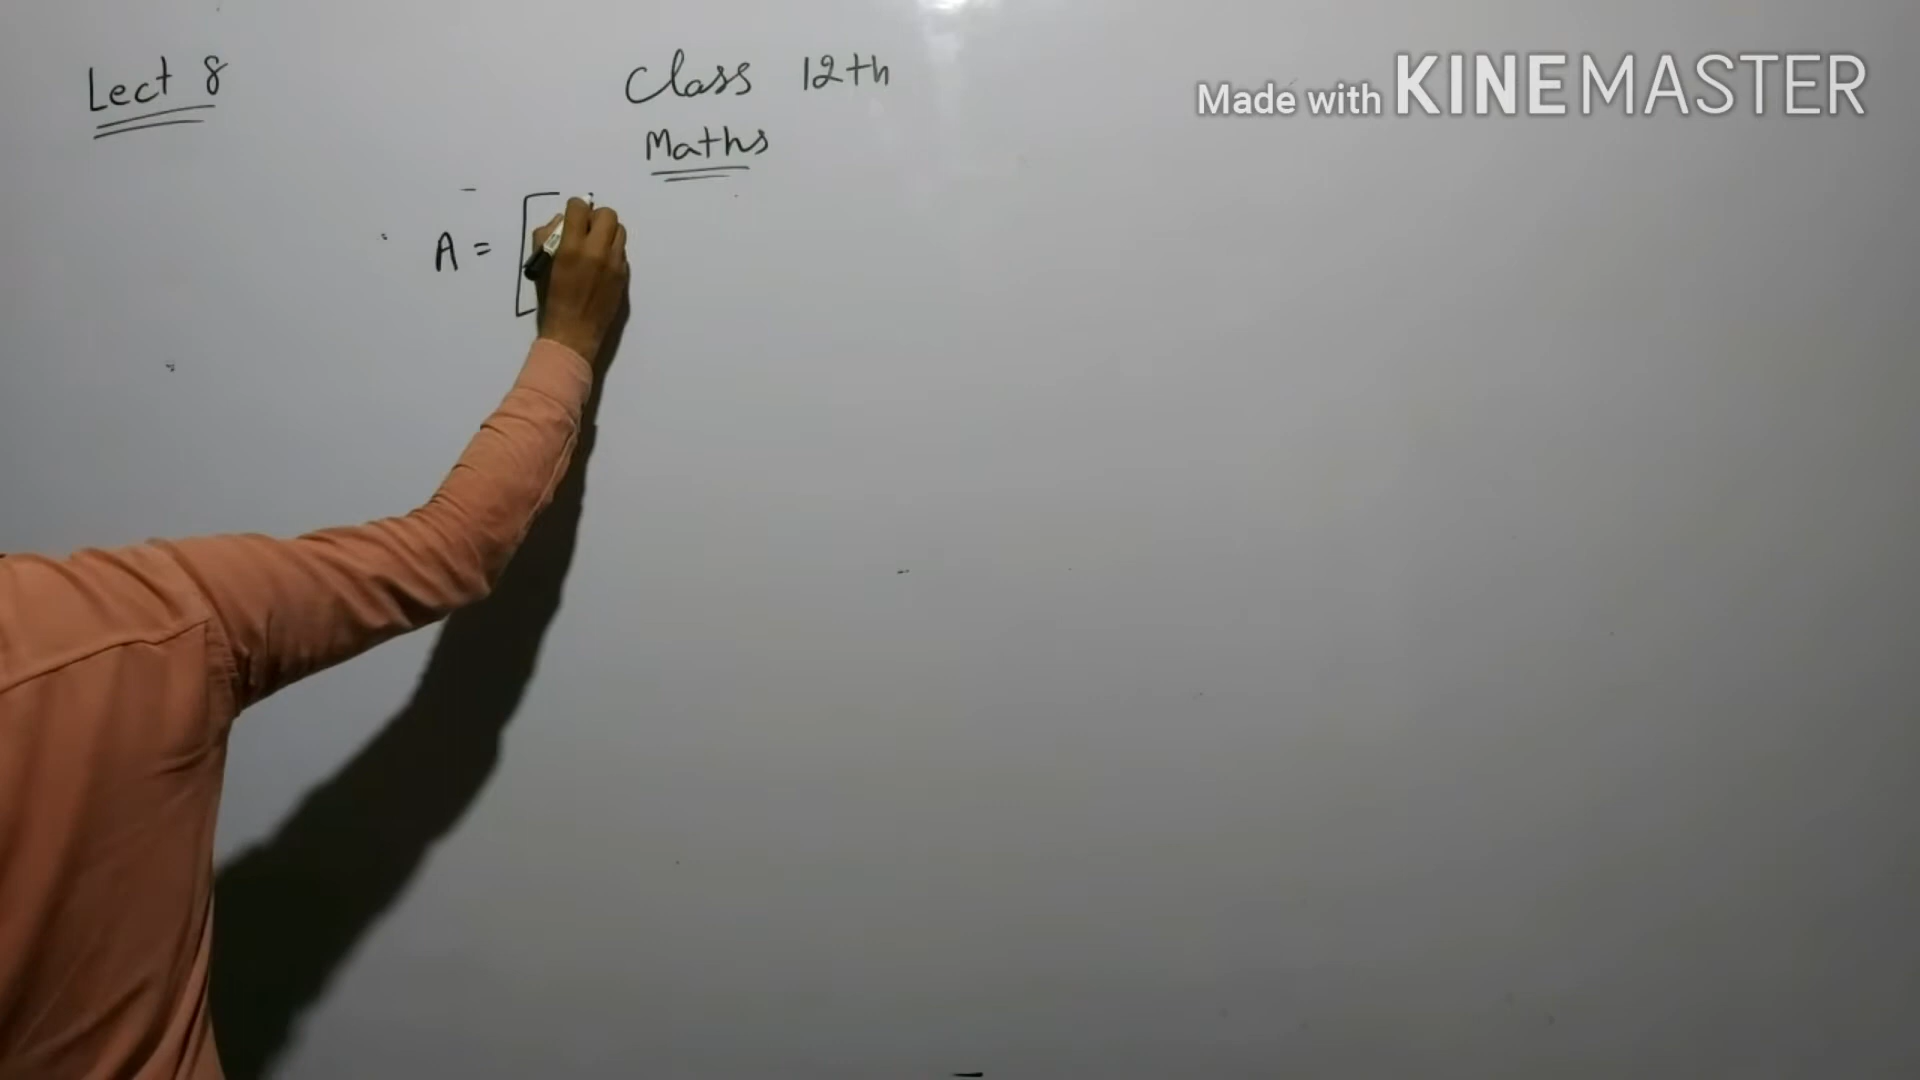 Lect 8
Class 12th
Made with KINEMASTER
Maths
A = [